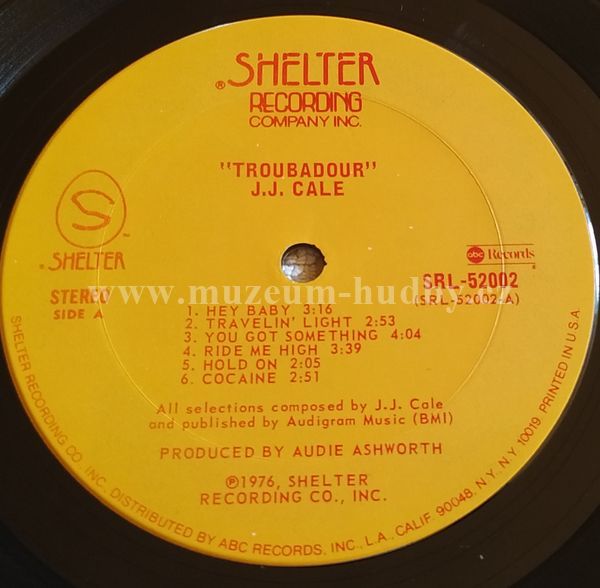 ® SHELTER
RECORDING
COMPANY INC.
"TROUBADOUR"
J.J. CALE
S
® SHELTER
STEREO
SIDE A
abc Records
SRL-52002
(SRL-52002-A)
www.muzeum-hudby.cz
1. HEY BABY 3:16
2. TRAVELIN' LIGHT 2:53
3. YOU GOT SOMETHING 4:04
4. RIDE ME HIGH 3:39
5. HOLD ON 2:05
6. COCAINE 2:51
All selections composed by J.J. Cale
and published by Audigram Music (BMI)
PRODUCED BY AUDIE ASHWORTH
℗1976, SHELTER
RECORDING CO., INC.
SHELTER RECORDING CO. INC. DISTRIBUTED BY ABC RECORDS, INC., L.A., CALIF. 90048. N.Y., N.Y. 10019. PRINTED IN U.S.A.